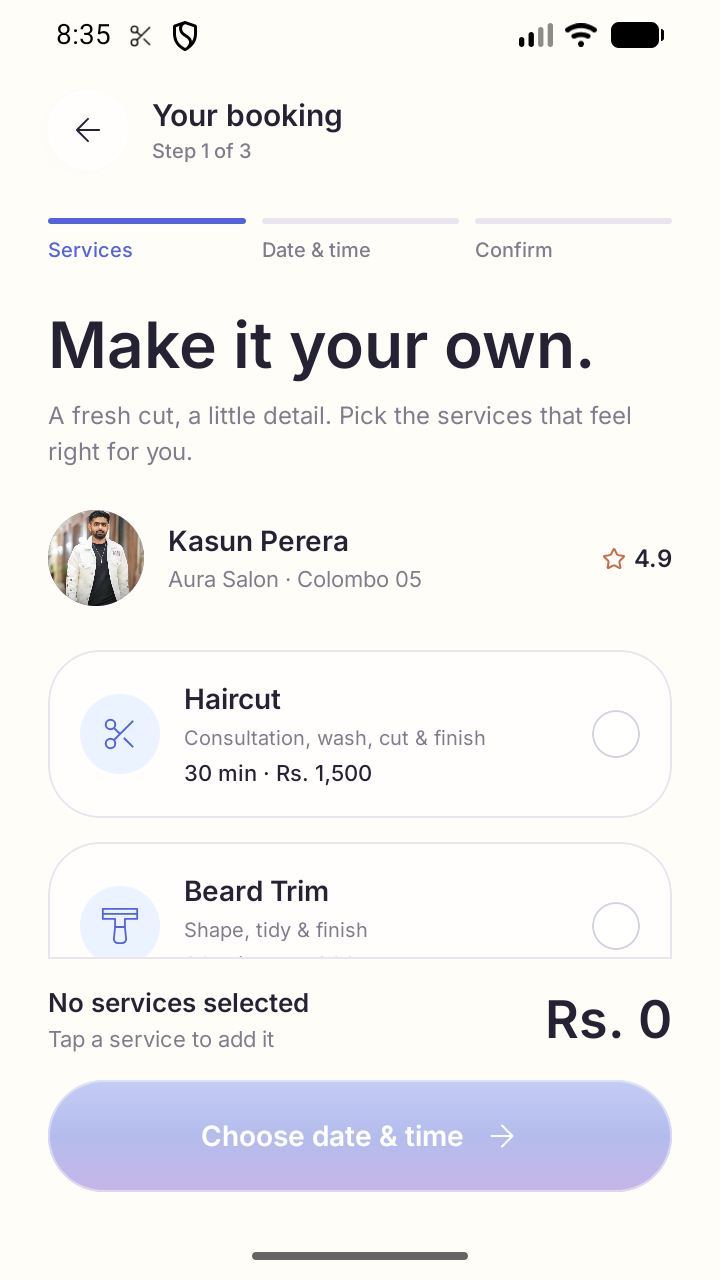 8:35
Your booking
Step 1 of 3
Services
Date & time
Confirm
Make it your own.
A fresh cut, a little detail. Pick the services that feel
right for you.
Kasun Perera
4.9
Aura Salon · Colombo 05
Haircut
Consultation, wash, cut & finish
30 min · Rs. 1,500
Beard Trim
Shape, tidy & finish
No services selected
Rs. 0
Tap a service to add it
Choose date & time